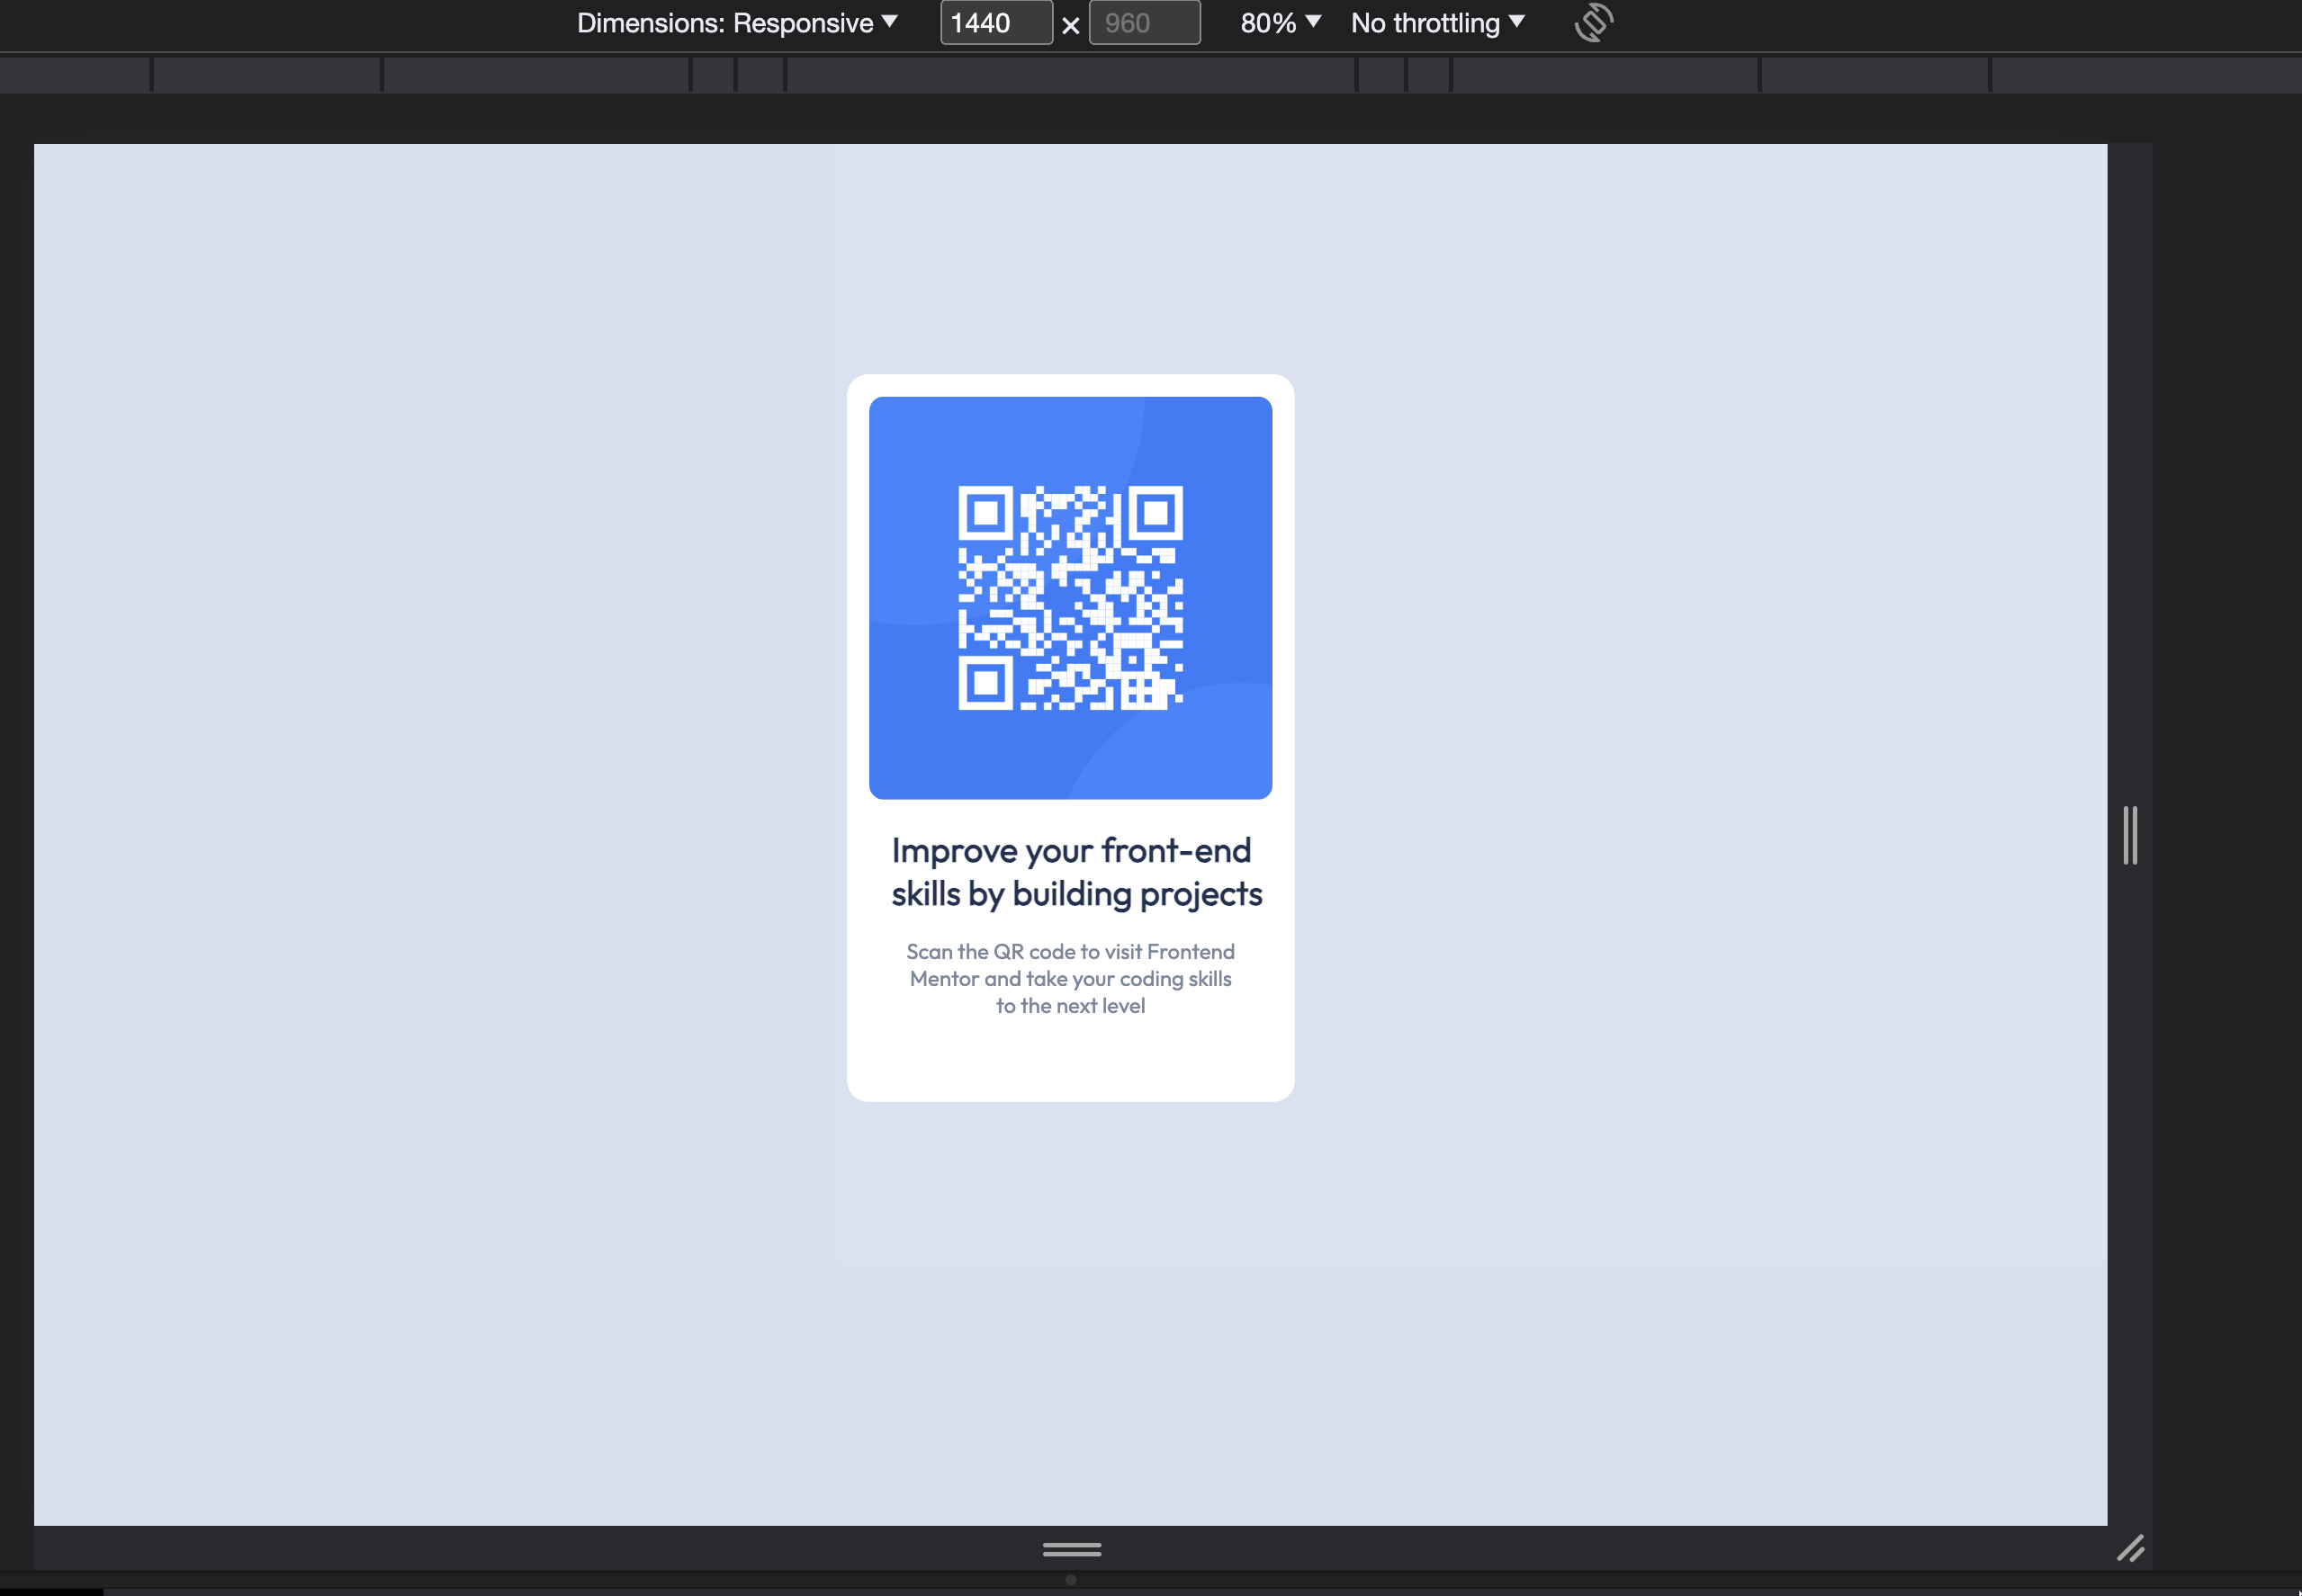 Dimensions: Responsive ▼ 1440 × 960 80% ▼ No throttling ▼
Improve your front-end
skills by building projects
Scan the QR code to visit Frontend
Mentor and take your coding skills
to the next level